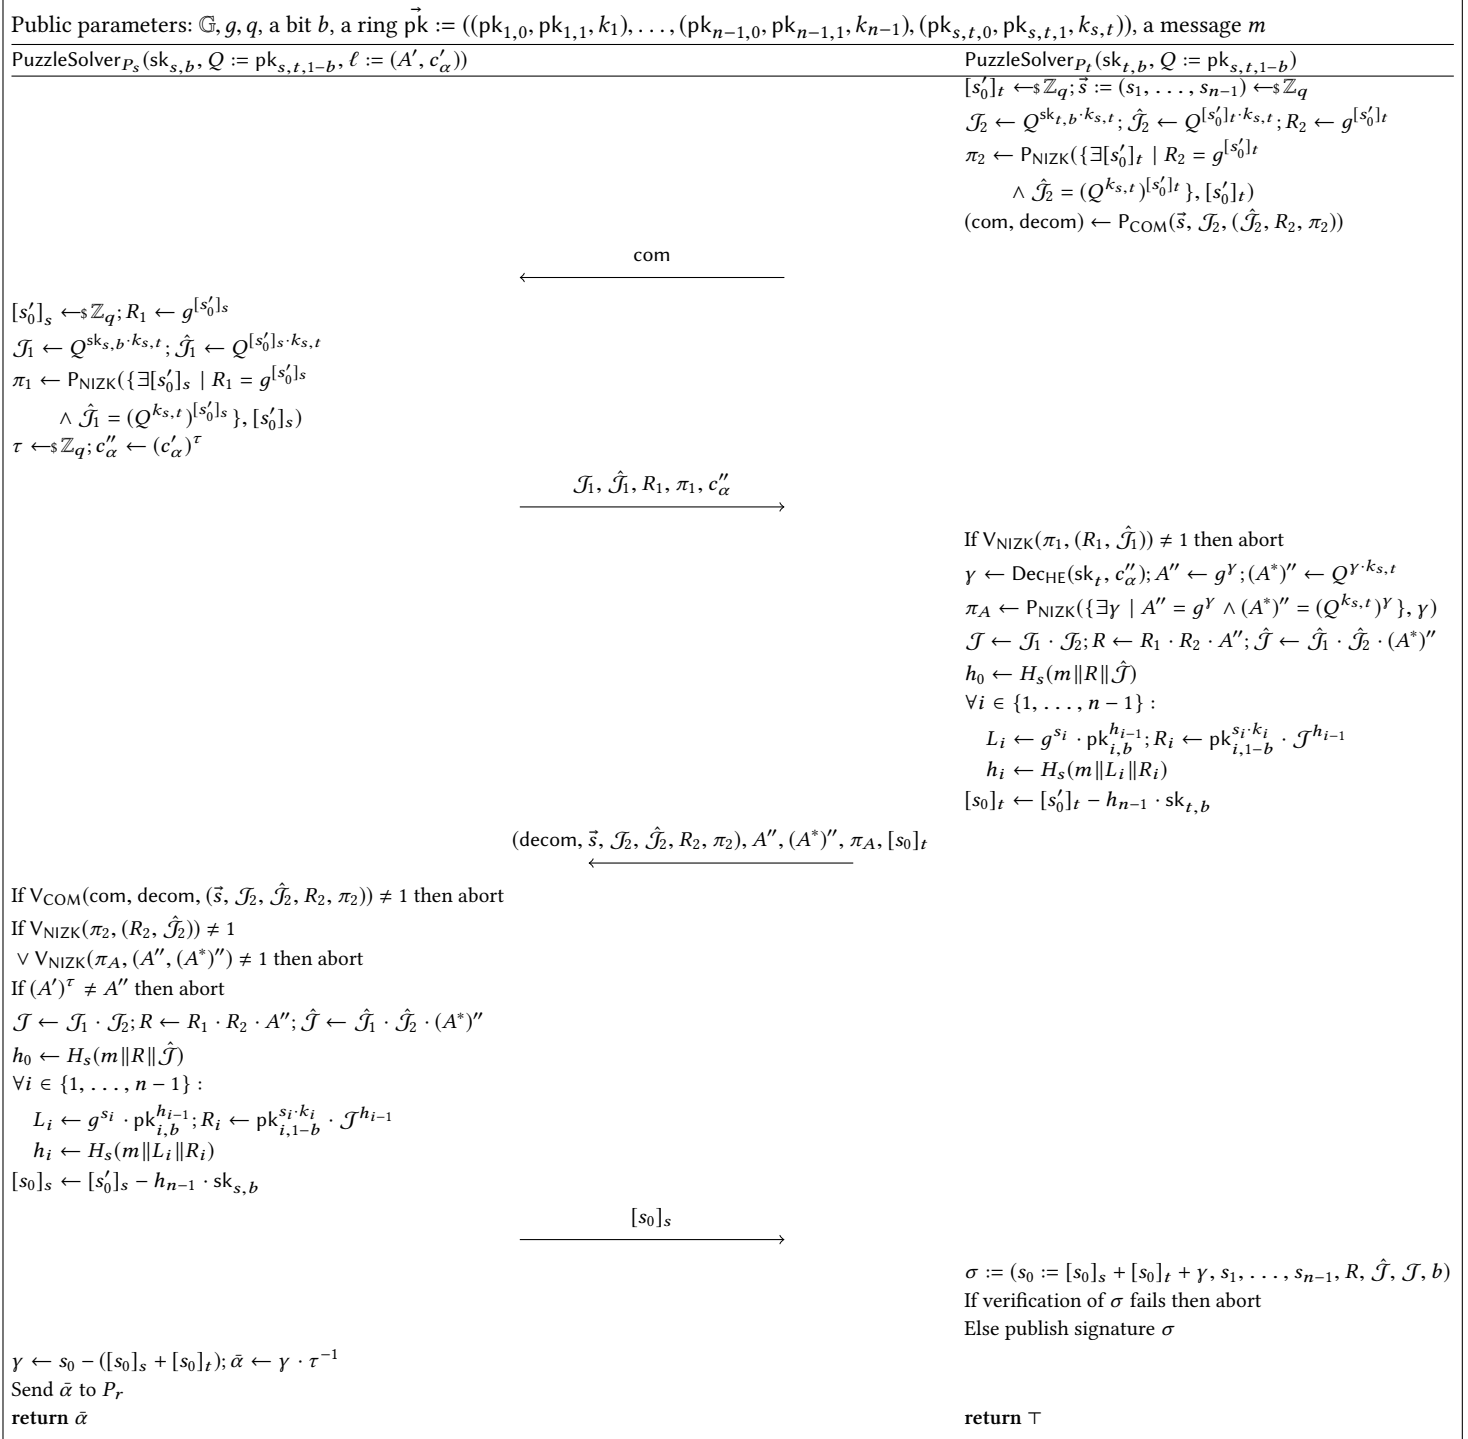 Public parameters: 𝔾, g, q, a bit b, a ring p⃗k := ((pk_{1,0}, pk_{1,1}, k_1), . . . , (pk_{n−1,0}, pk_{n−1,1}, k_{n−1}), (pk_{s,t,0}, pk_{s,t,1}, k_{s,t})), a message m
PuzzleSolver_{P_s}(sk_{s,b}, Q := pk_{s,t,1−b}, ℓ := (A′, c′_α))
PuzzleSolver_{P_t}(sk_{t,b}, Q := pk_{s,t,1−b})
[s′_0]_t ←$ ℤ_q; s⃗ := (s_1, . . . , s_{n−1}) ←$ ℤ_q
𝒥_2 ← Q^{sk_{t,b}·k_{s,t}}; 𝒥̂_2 ← Q^{[s′_0]_t·k_{s,t}}; R_2 ← g^{[s′_0]_t}
π_2 ← P_NIZK({∃[s′_0]_t | R_2 = g^{[s′_0]_t}
∧ 𝒥̂_2 = (Q^{k_{s,t}})^{[s′_0]_t}}, [s′_0]_t)
(com, decom) ← P_COM(s⃗, 𝒥_2, (𝒥̂_2, R_2, π_2))
com
[s′_0]_s ←$ ℤ_q; R_1 ← g^{[s′_0]_s}
𝒥_1 ← Q^{sk_{s,b}·k_{s,t}}; 𝒥̂_1 ← Q^{[s′_0]_s·k_{s,t}}
π_1 ← P_NIZK({∃[s′_0]_s | R_1 = g^{[s′_0]_s}
∧ 𝒥̂_1 = (Q^{k_{s,t}})^{[s′_0]_s}}, [s′_0]_s)
τ ←$ ℤ_q; c″_α ← (c′_α)^τ
𝒥_1, 𝒥̂_1, R_1, π_1, c″_α
If V_NIZK(π_1, (R_1, 𝒥̂_1)) ≠ 1 then abort
γ ← Dec_HE(sk_t, c″_α); A″ ← g^γ; (A*)″ ← Q^{γ·k_{s,t}}
π_A ← P_NIZK({∃γ | A″ = g^γ ∧ (A*)″ = (Q^{k_{s,t}})^γ}, γ)
𝒥 ← 𝒥_1 · 𝒥_2; R ← R_1 · R_2 · A″; 𝒥̂ ← 𝒥̂_1 · 𝒥̂_2 · (A*)″
h_0 ← H_s(m∥R∥𝒥̂)
∀i ∈ {1, . . . , n − 1} :
L_i ← g^{s_i} · pk_{i,b}^{h_{i−1}}; R_i ← pk_{i,1−b}^{s_i·k_i} · 𝒥^{h_{i−1}}
h_i ← H_s(m∥L_i∥R_i)
[s_0]_t ← [s′_0]_t − h_{n−1} · sk_{t,b}
(decom, s⃗, 𝒥_2, 𝒥̂_2, R_2, π_2), A″, (A*)″, π_A, [s_0]_t
If V_COM(com, decom, (s⃗, 𝒥_2, 𝒥̂_2, R_2, π_2)) ≠ 1 then abort
If V_NIZK(π_2, (R_2, 𝒥̂_2)) ≠ 1
∨ V_NIZK(π_A, (A″, (A*)″) ≠ 1 then abort
If (A′)^τ ≠ A″ then abort
𝒥 ← 𝒥_1 · 𝒥_2; R ← R_1 · R_2 · A″; 𝒥̂ ← 𝒥̂_1 · 𝒥̂_2 · (A*)″
h_0 ← H_s(m∥R∥𝒥̂)
∀i ∈ {1, . . . , n − 1} :
L_i ← g^{s_i} · pk_{i,b}^{h_{i−1}}; R_i ← pk_{i,1−b}^{s_i·k_i} · 𝒥^{h_{i−1}}
h_i ← H_s(m∥L_i∥R_i)
[s_0]_s ← [s′_0]_s − h_{n−1} · sk_{s,b}
[s_0]_s
σ := (s_0 := [s_0]_s + [s_0]_t + γ, s_1, . . . , s_{n−1}, R, 𝒥̂, 𝒥, b)
If verification of σ fails then abort
Else publish signature σ
γ ← s_0 − ([s_0]_s + [s_0]_t); ᾱ ← γ · τ^{−1}
Send ᾱ to P_r
return ᾱ
return ⊤